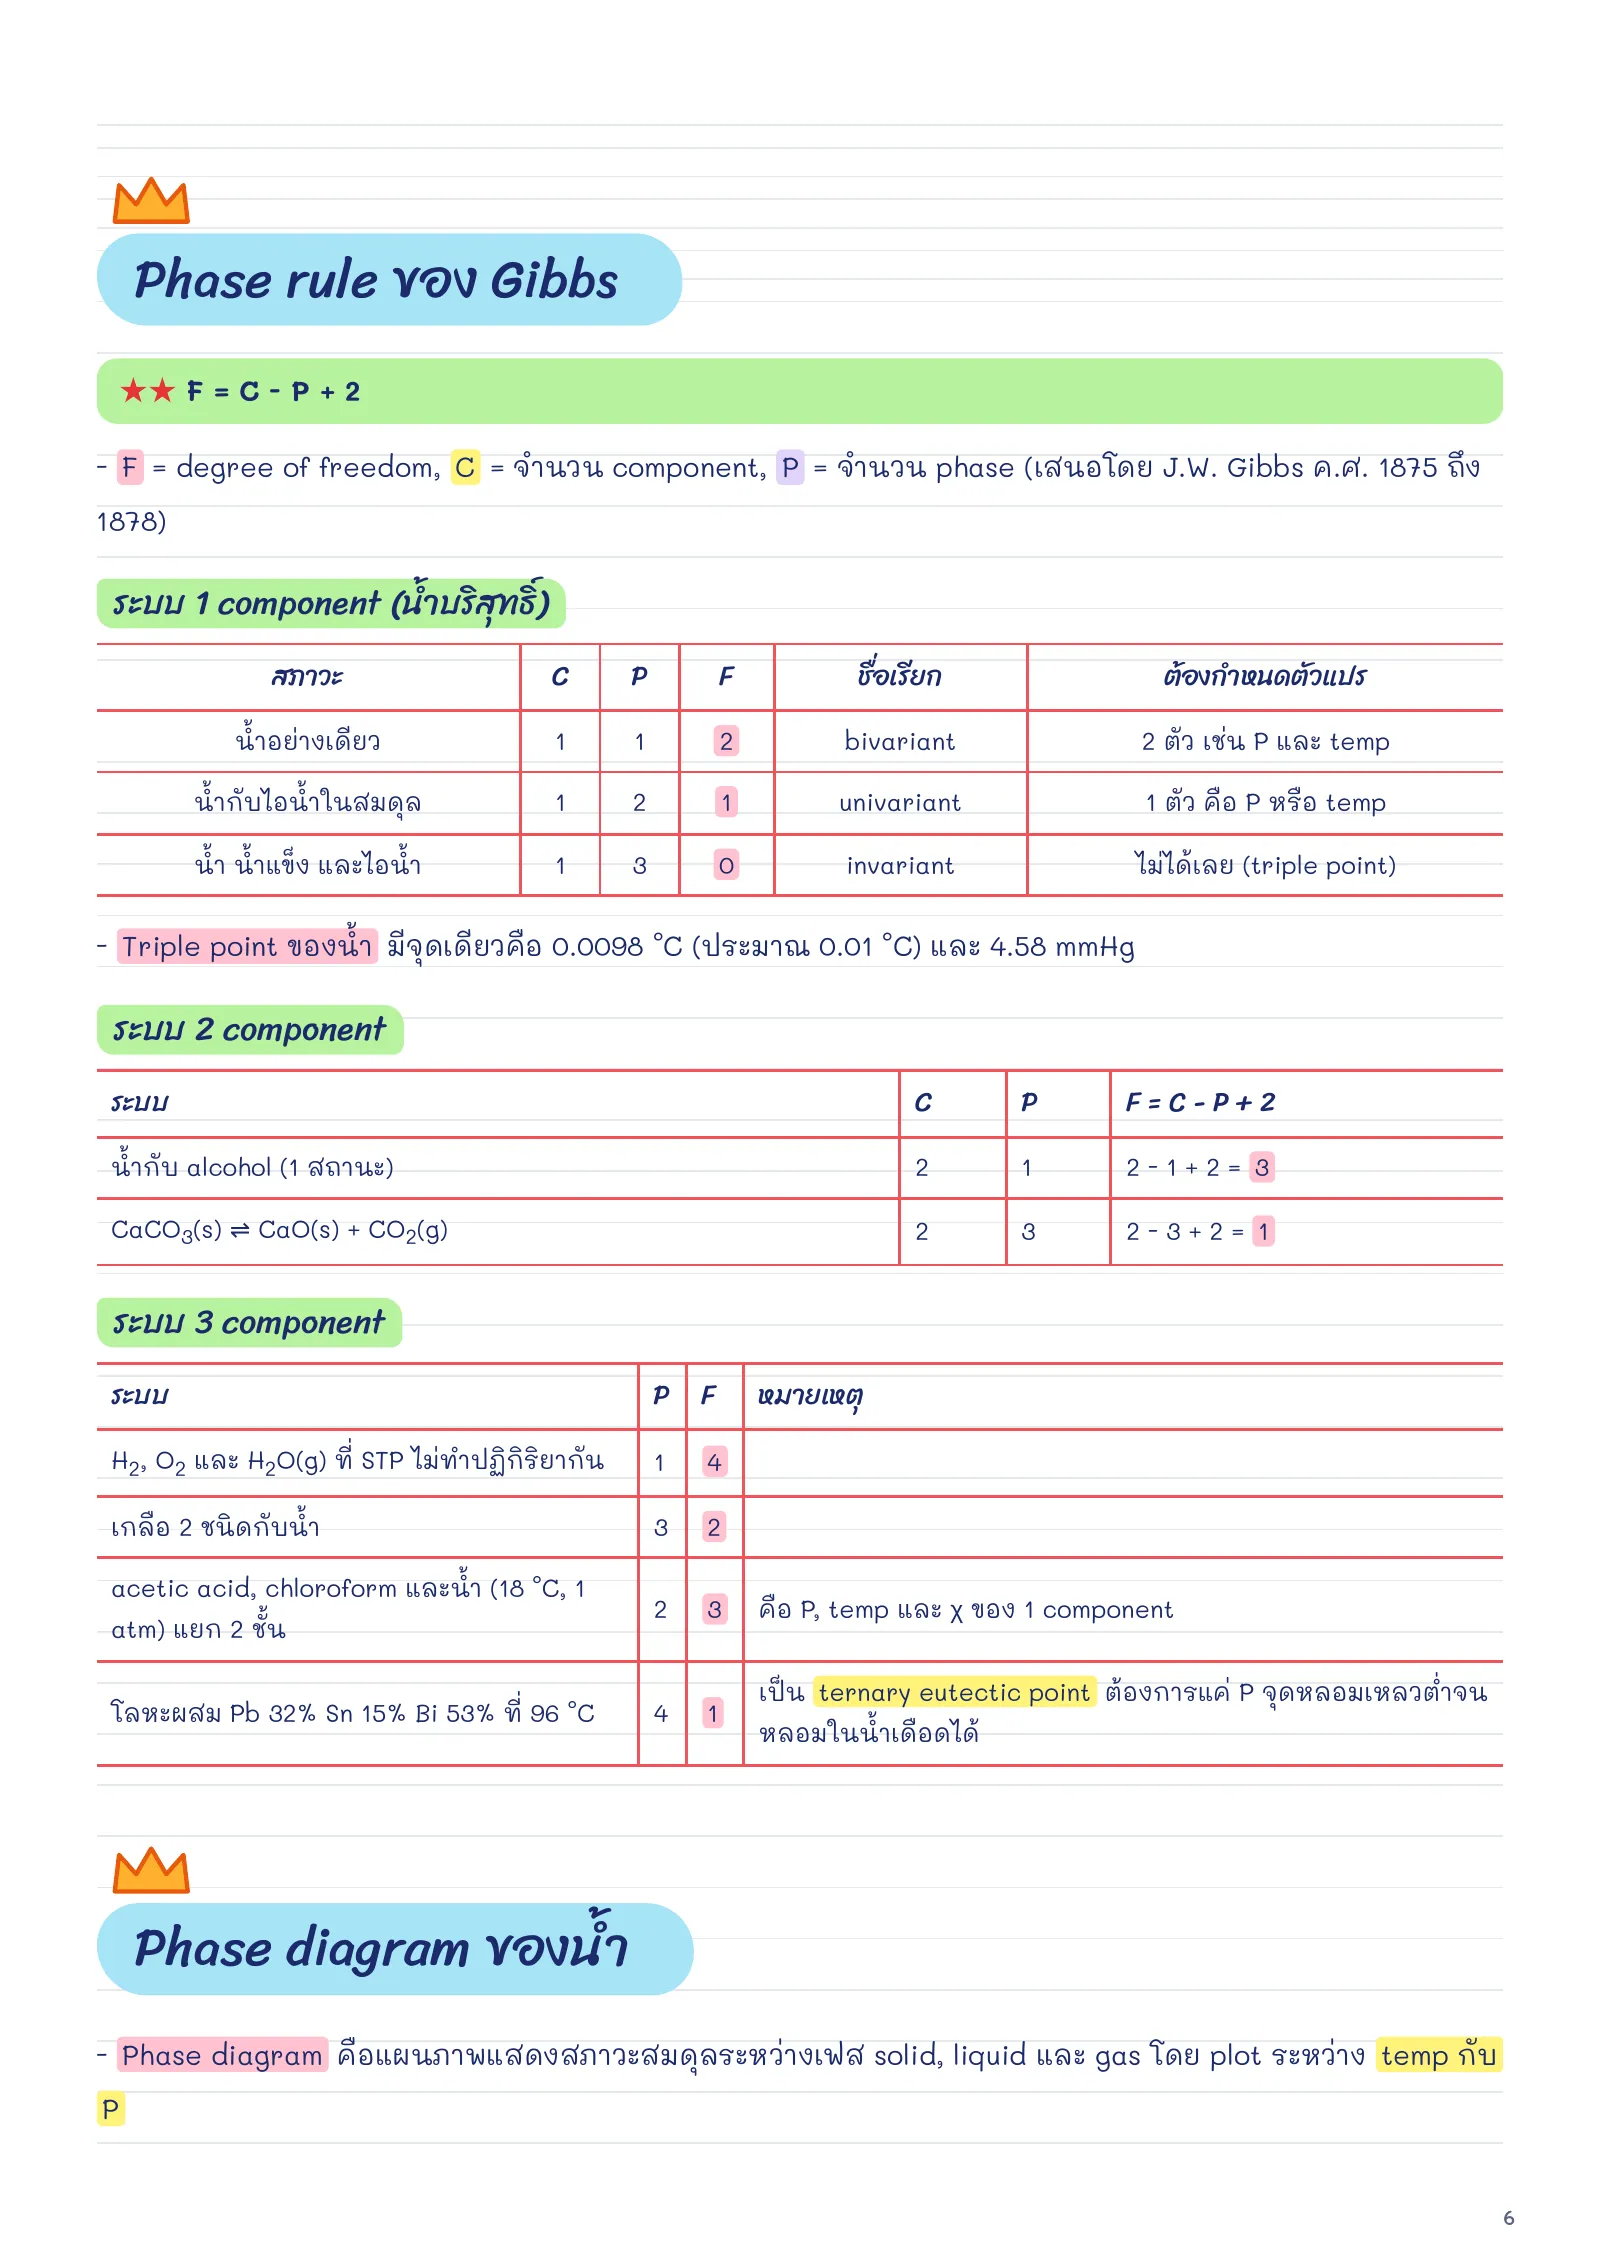 Phase rule ของ Gibbs
★★ F = C - P + 2
- F = degree of freedom, C = จำนวน component, P = จำนวน phase (เสนอโดย J.W. Gibbs ค.ศ. 1875 ถึง
1878)
ระบบ 1 component (น้ำบริสุทธิ์)
สภาวะ C P F ชื่อเรียก ต้องกำหนดตัวแปร
น้ำอย่างเดียว 1 1 2 bivariant 2 ตัว เช่น P และ temp
น้ำกับไอน้ำในสมดุล 1 2 1 univariant 1 ตัว คือ P หรือ temp
น้ำ น้ำแข็ง และไอน้ำ 1 3 0 invariant ไม่ได้เลย (triple point)
- Triple point ของน้ำ มีจุดเดียวคือ 0.0098 °C (ประมาณ 0.01 °C) และ 4.58 mmHg
ระบบ 2 component
ระบบ C P F = C - P + 2
น้ำกับ alcohol (1 สถานะ) 2 1 2 - 1 + 2 = 3
CaCO₃(s) ⇌ CaO(s) + CO₂(g) 2 3 2 - 3 + 2 = 1
ระบบ 3 component
ระบบ P F หมายเหตุ
H₂, O₂ และ H₂O(g) ที่ STP ไม่ทำปฏิกิริยากัน 1 4
เกลือ 2 ชนิดกับน้ำ 3 2
acetic acid, chloroform และน้ำ (18 °C, 1
atm) แยก 2 ชั้น 2 3 คือ P, temp และ χ ของ 1 component
โลหะผสม Pb 32% Sn 15% Bi 53% ที่ 96 °C 4 1 เป็น ternary eutectic point ต้องการแค่ P จุดหลอมเหลวต่ำจน
หลอมในน้ำเดือดได้
Phase diagram ของน้ำ
- Phase diagram คือแผนภาพแสดงสภาวะสมดุลระหว่างเฟส solid, liquid และ gas โดย plot ระหว่าง temp กับ
P
6